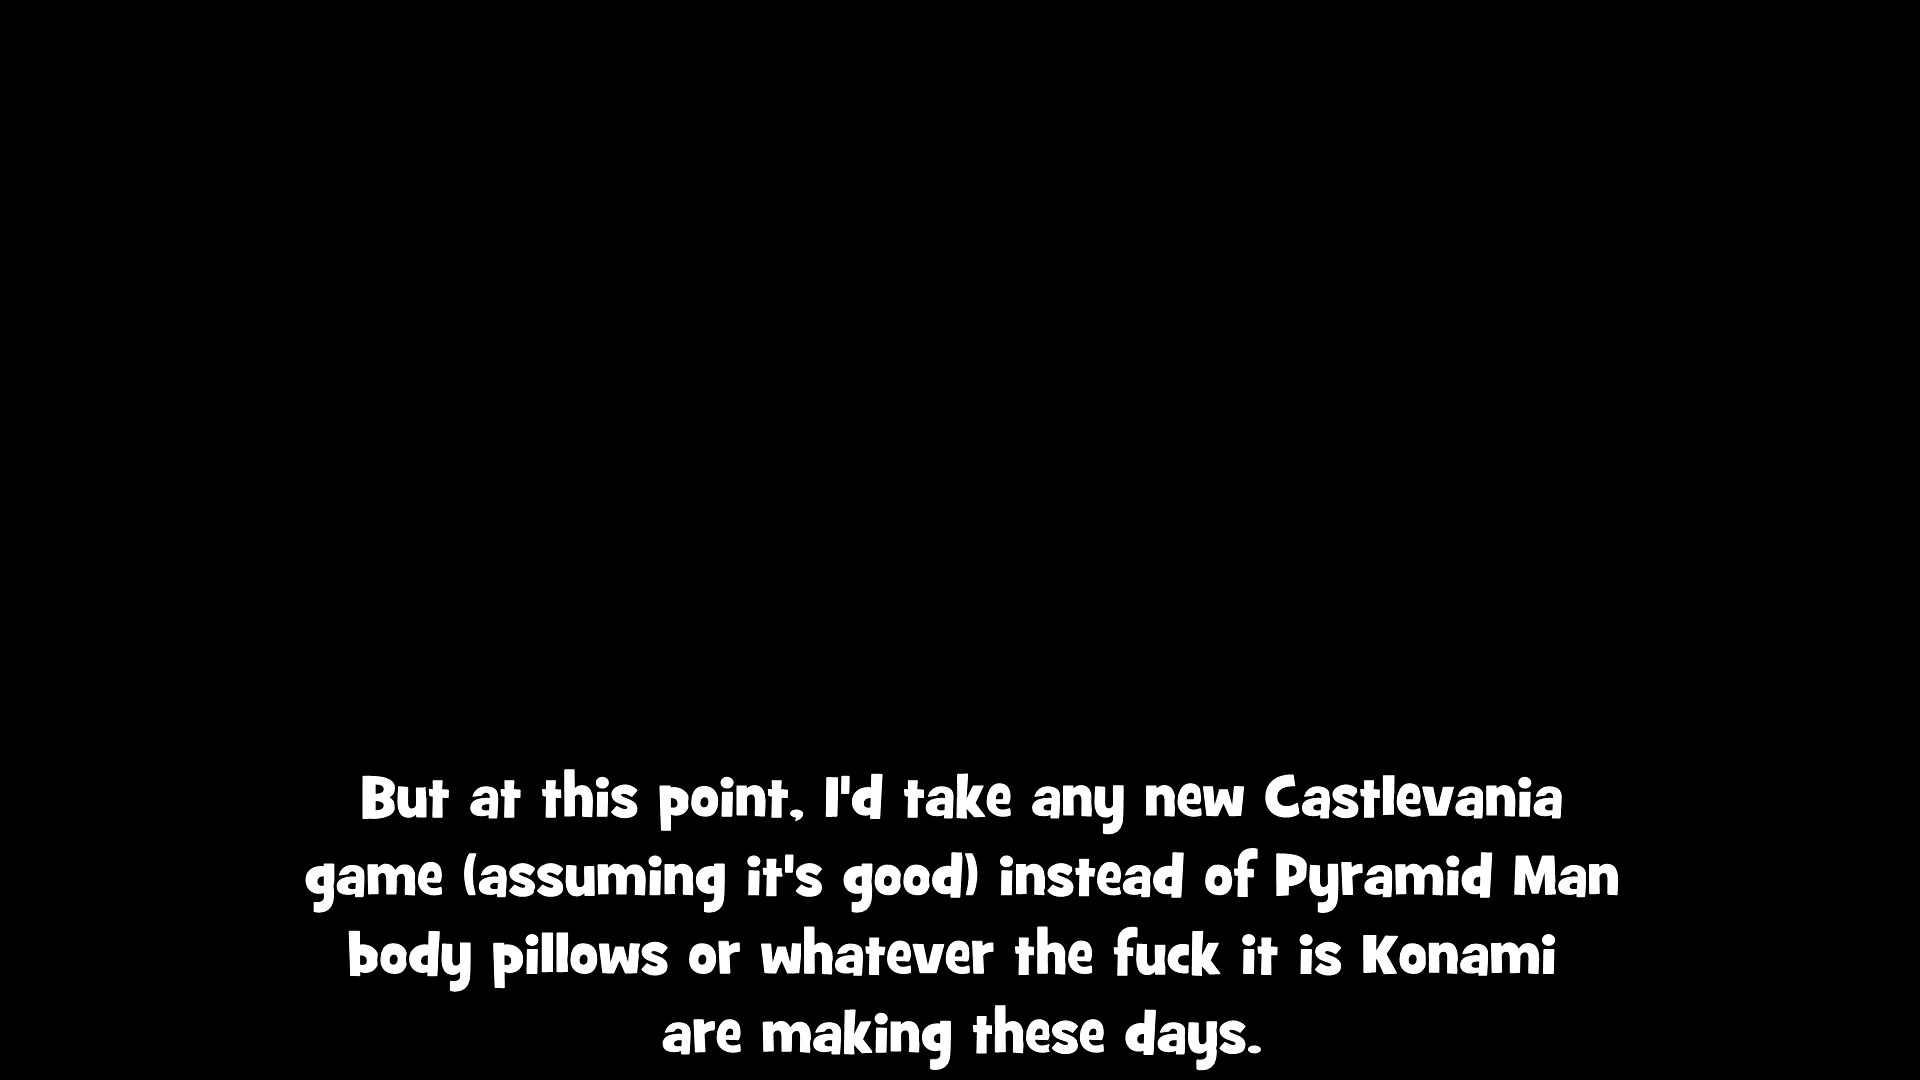 But at this point, I'd take any new Castlevania
game (assuming it's good) instead of Pyramid Man
body pillows or whatever the fuck it is Konami
are making these days.